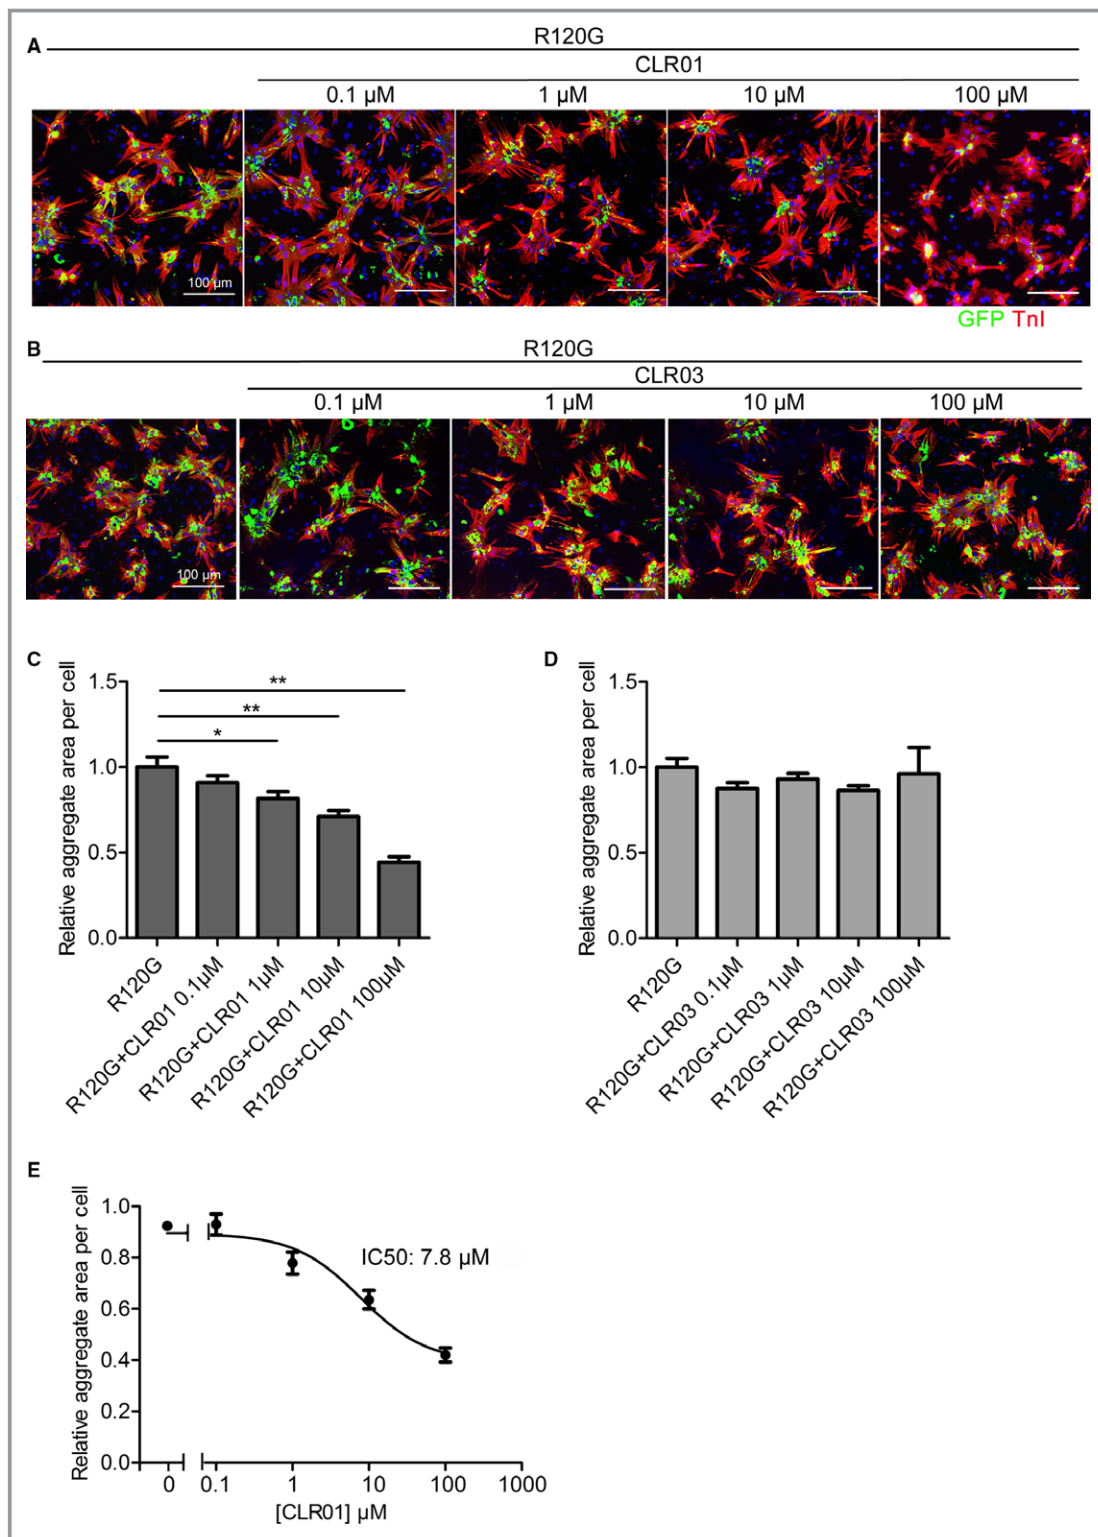 A
R120G
CLR01
0.1 µM 1 µM 10 µM 100 µM
100 µm
GFP TnI
B
R120G
CLR03
0.1 µM 1 µM 10 µM 100 µM
100 µm
C
Relative aggregate area per cell
1.5
1.0
0.5
0.0
**
**
*
R120G
R120G+CLR01 0.1µM
R120G+CLR01 1µM
R120G+CLR01 10µM
R120G+CLR01 100µM
D
Relative aggregate area per cell
1.5
1.0
0.5
0.0
R120G
R120G+CLR03 0.1µM
R120G+CLR03 1µM
R120G+CLR03 10µM
R120G+CLR03 100µM
E
Relative aggregate area per cell
1.0
0.8
0.6
0.4
0.2
0.0
IC50: 7.8 µM
0 0.1 1 10 100 1000
[CLR01] µM